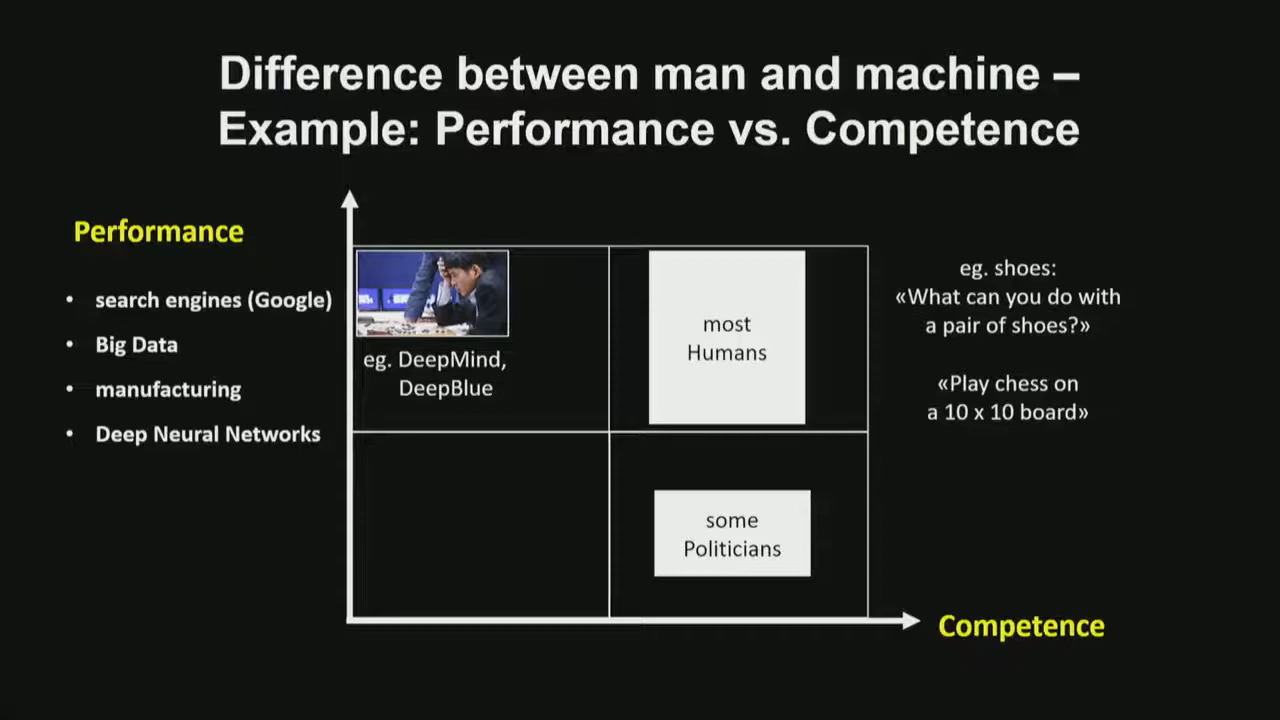 Difference between man and machine –
Example: Performance vs. Competence
Performance
• search engines (Google)
• Big Data
• manufacturing
• Deep Neural Networks
eg. DeepMind,
DeepBlue
most
Humans
some
Politicians
eg. shoes:
«What can you do with
a pair of shoes?»
«Play chess on
a 10 x 10 board»
Competence